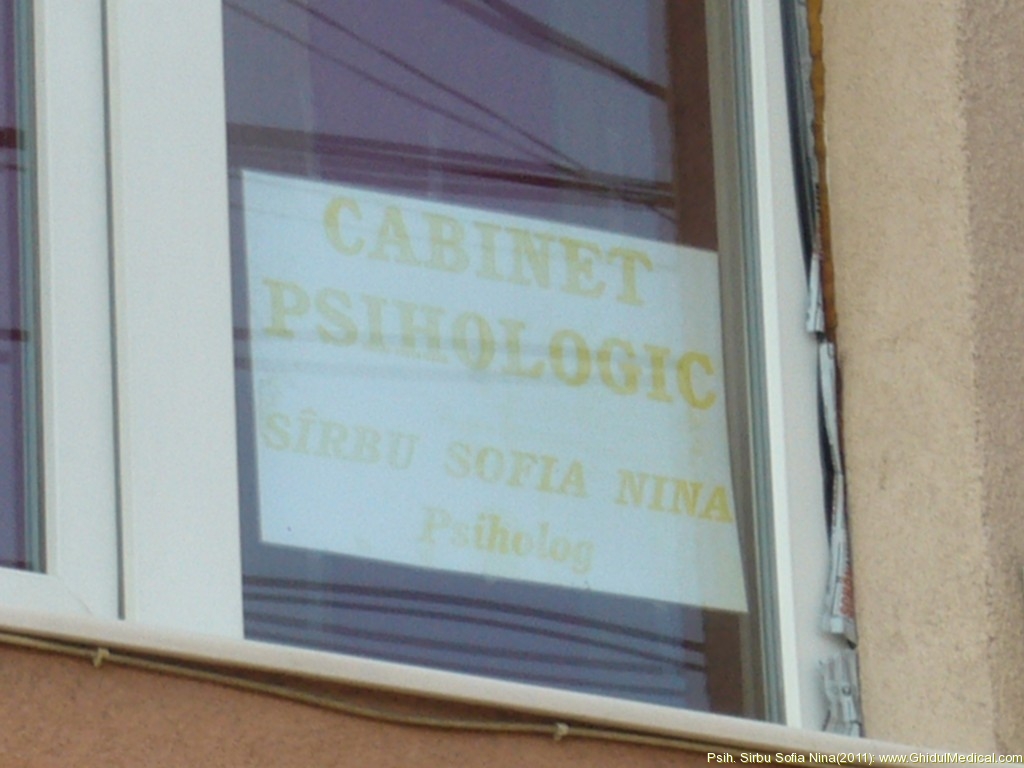 CABINET
PSIHOLOGIC
SÎRBU SOFIA NINA
Psiholog
Psih. Sirbu Sofia Nina(2011): www.GhidulMedical.com